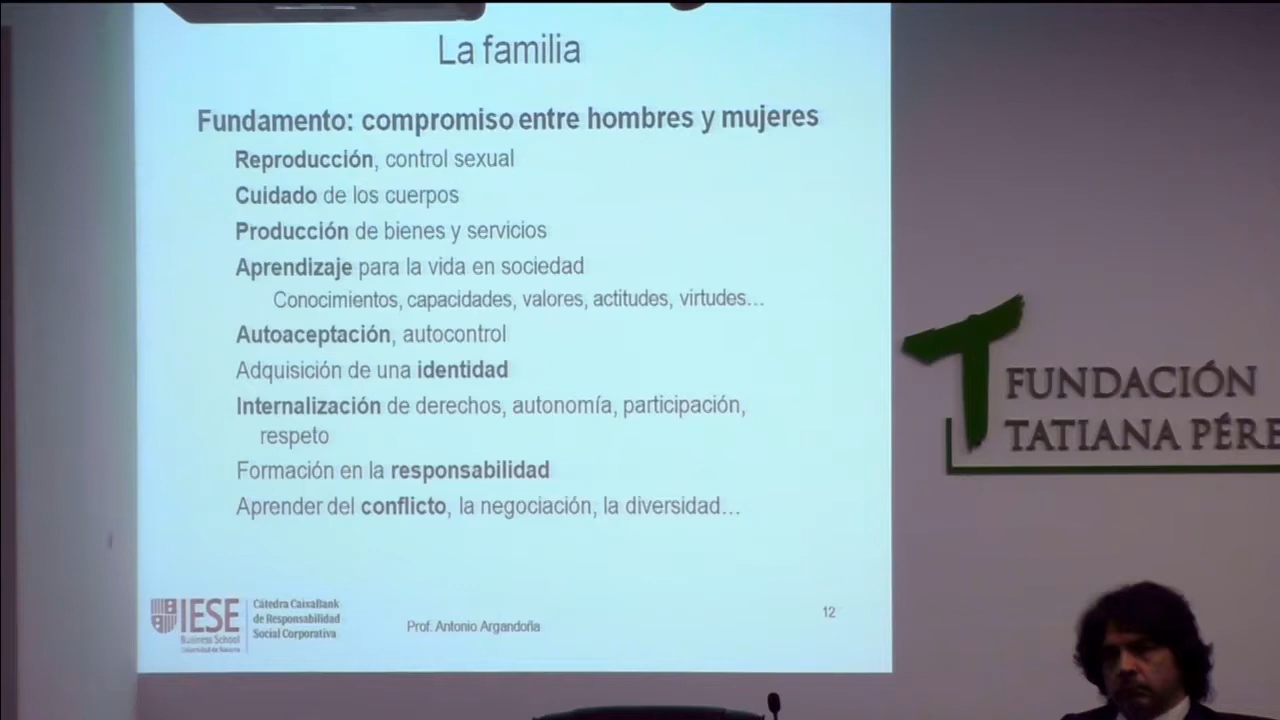 La familia
Fundamento: compromiso entre hombres y mujeres
Reproducción, control sexual
Cuidado de los cuerpos
Producción de bienes y servicios
Aprendizaje para la vida en sociedad
Conocimientos, capacidades, valores, actitudes, virtudes...
Autoaceptación, autocontrol
Adquisición de una identidad
Internalización de derechos, autonomía, participación,
respeto
Formación en la responsabilidad
Aprender del conflicto, la negociación, la diversidad...
IESE
Business School
Universidad de Navarra
Cátedra CaixaBank
de Responsabilidad
Social Corporativa
Prof. Antonio Argandoña
12
FUNDACIÓN
TATIANA PÉRE